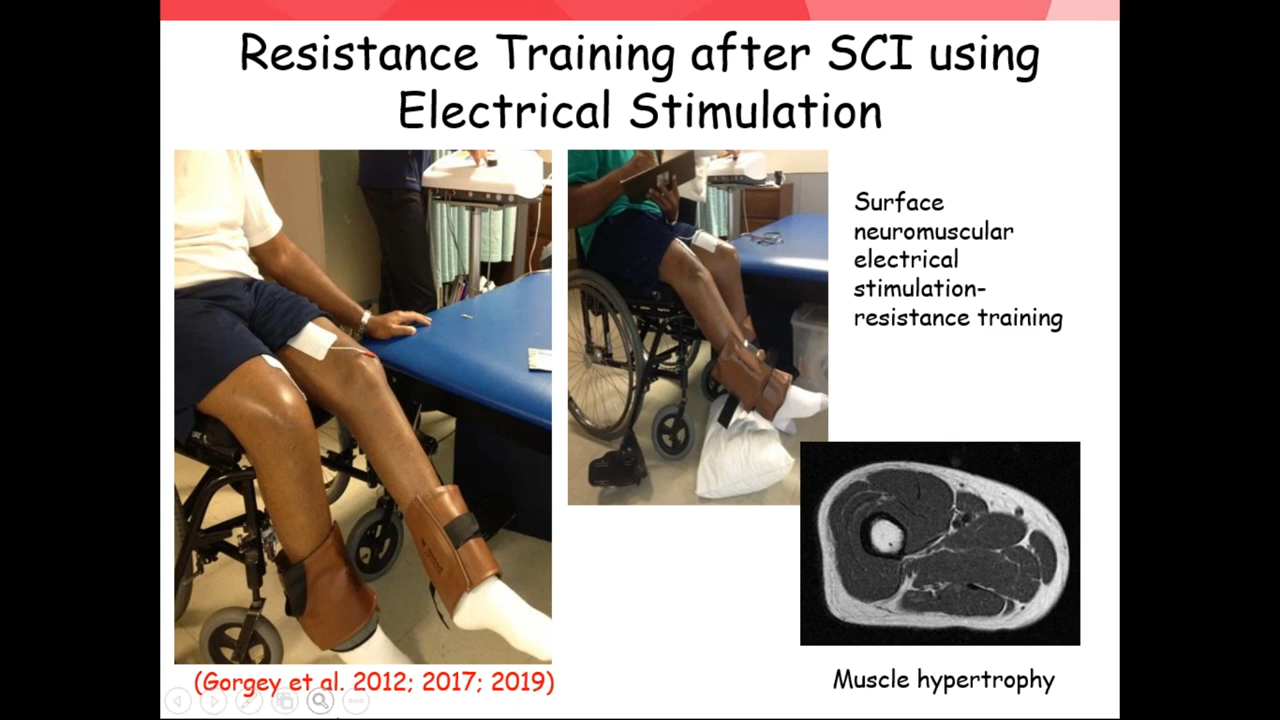 Resistance Training after SCI using
Electrical Stimulation
Surface
neuromuscular
electrical
stimulation-
resistance training
(Gorgey et al. 2012; 2017; 2019)
Muscle hypertrophy